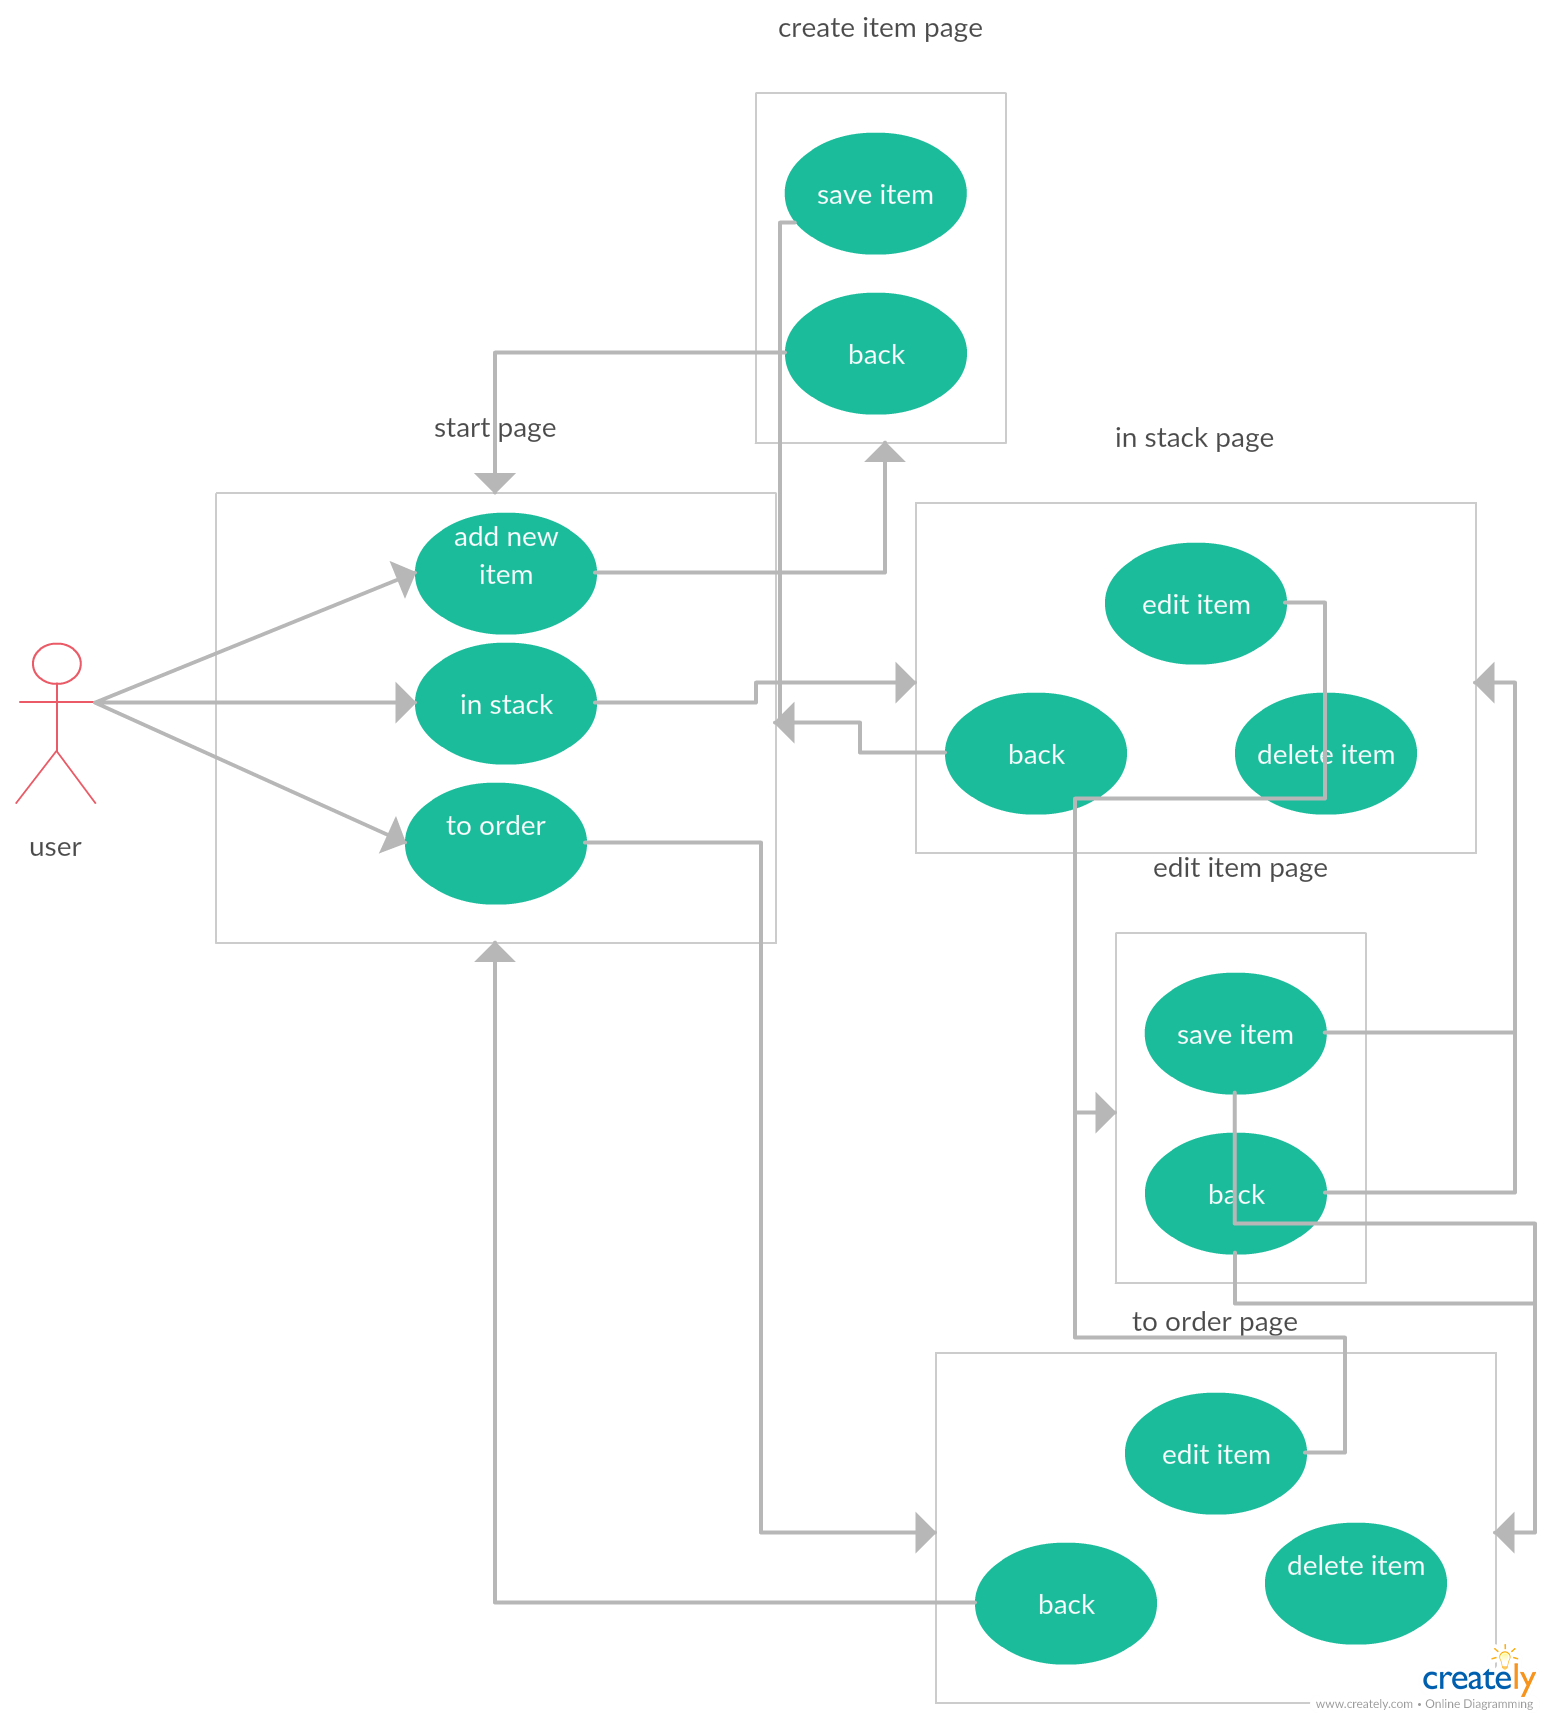 create item page
save item
back
start page
add new
item
in stack
to order
user
in stack page
edit item
back
delete item
edit item page
save item
back
to order page
edit item
delete item
back
creately
www.creately.com • Online Diagramming